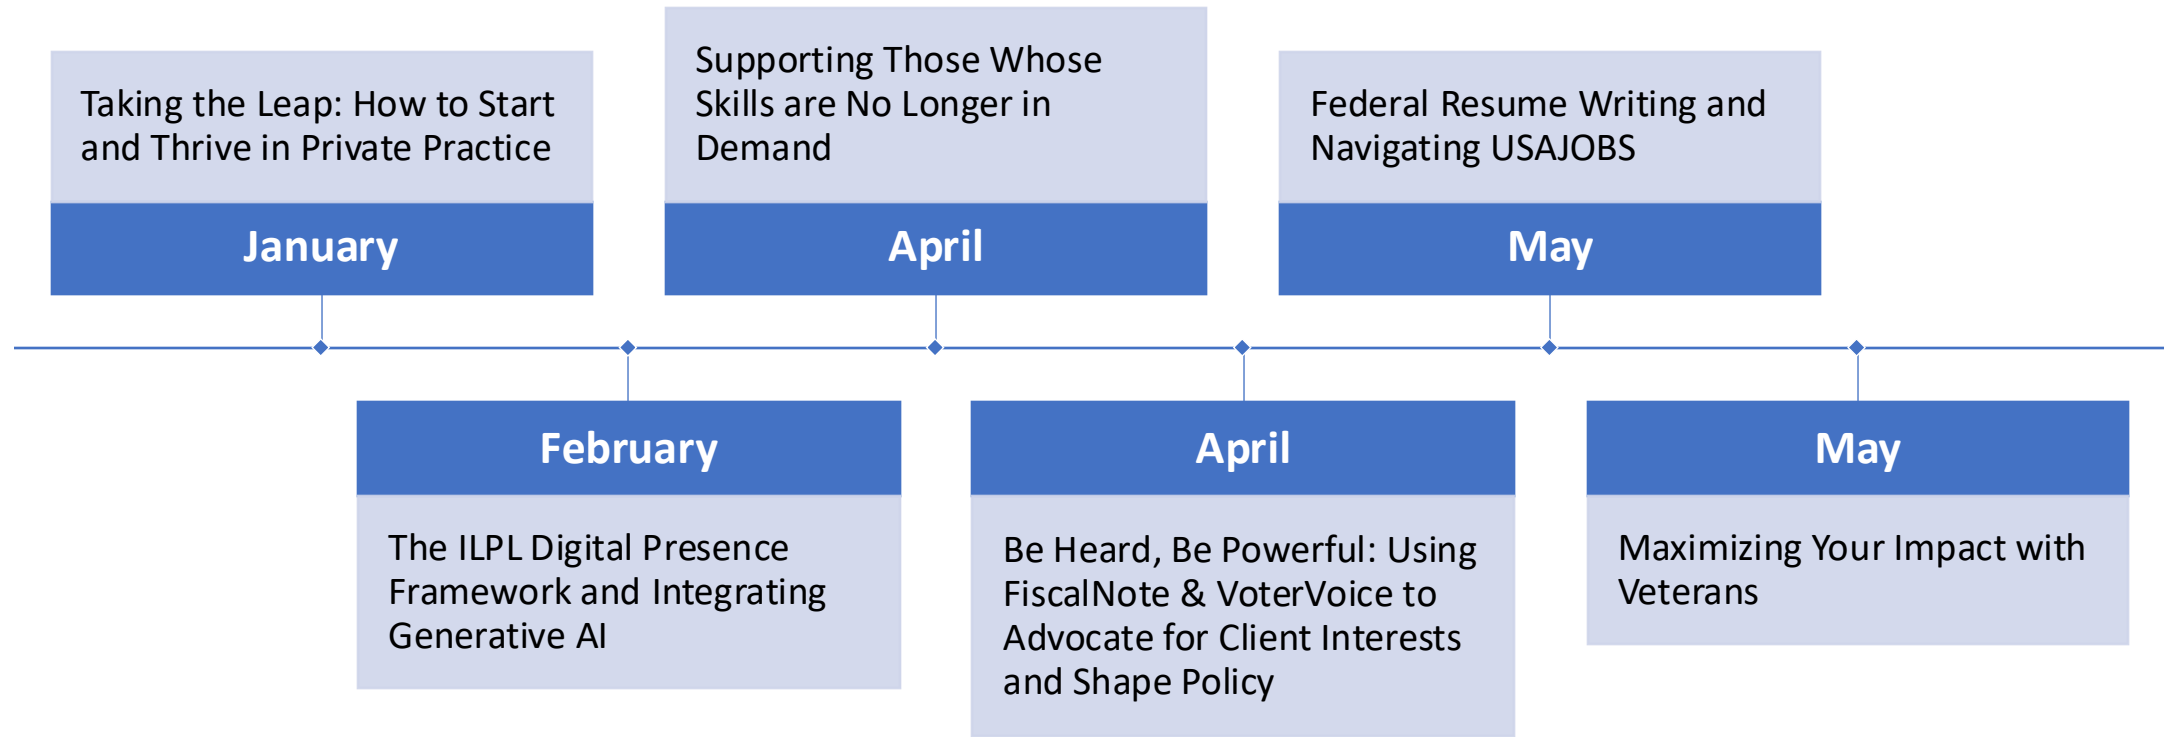 Taking the Leap: How to Start
and Thrive in Private Practice
January
February
The ILPL Digital Presence
Framework and Integrating
Generative AI
Supporting Those Whose
Skills are No Longer in
Demand
April
April
Be Heard, Be Powerful: Using
FiscalNote & VoterVoice to
Advocate for Client Interests
and Shape Policy
Federal Resume Writing and
Navigating USAJOBS
May
May
Maximizing Your Impact with
Veterans